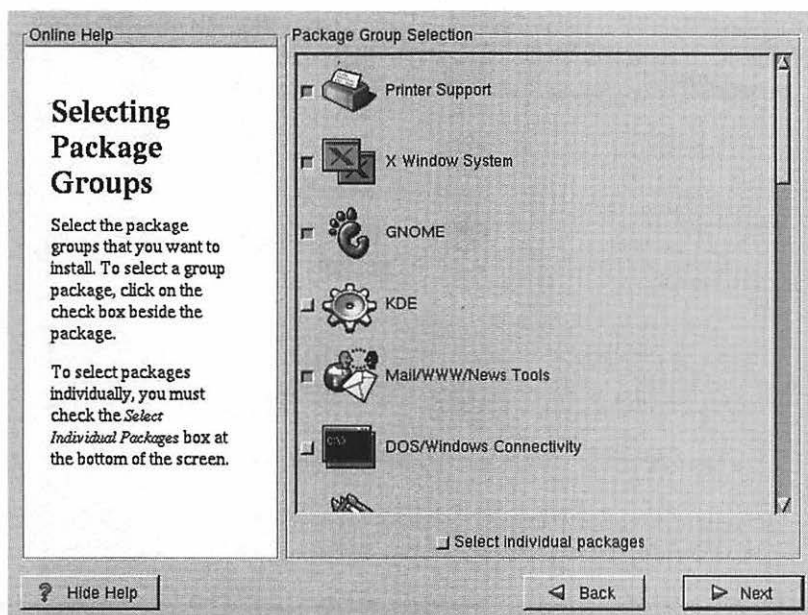 Online Help
Selecting
Package
Groups
Select the package
groups that you want to
install. To select a group
package, click on the
check box beside the
package.
To select packages
individually, you must
check the Select
Individual Packages box at
the bottom of the screen.
Package Group Selection
Printer Support
X Window System
GNOME
KDE
Mail/WWW/News Tools
C:\>
DOS/Windows Connectivity
Select individual packages
? Hide Help
Back
Next